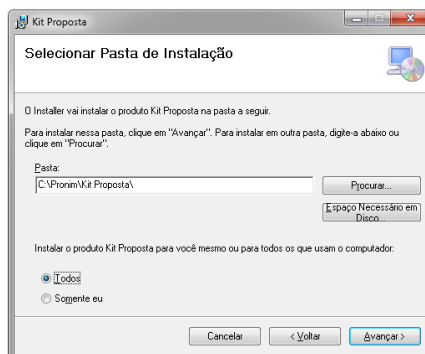 Kit Proposta
Selecionar Pasta de Instalação
O Installer vai instalar o produto Kit Proposta na pasta a seguir.
Para instalar nessa pasta, clique em "Avançar". Para instalar em outra pasta, digite-a abaixo ou
clique em "Procurar".
Pasta:
C:\Pronim\Kit Proposta\
Procurar...
Espaço Necessário em
Disco...
Instalar o produto Kit Proposta para você mesmo ou para todos os que usam o computador:
Todos
Somente eu
Cancelar
< Voltar
Avançar >